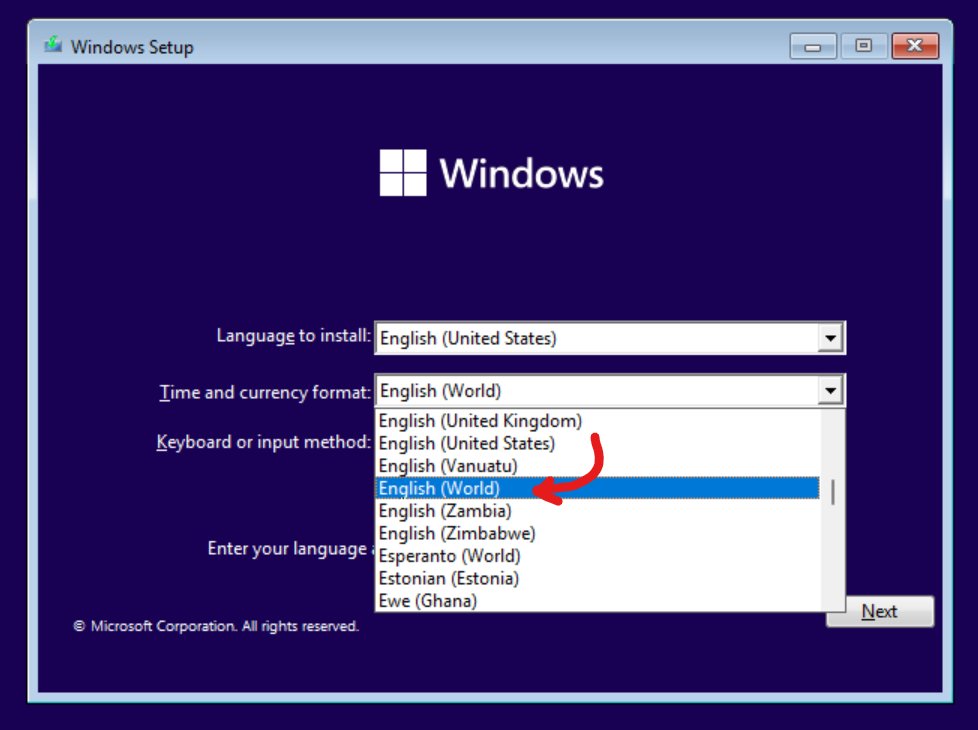 Windows Setup
Windows
Language to install: English (United States)
Time and currency format: English (World)
English (United Kingdom)
Keyboard or input method: English (United States)
English (Vanuatu)
English (World)
English (Zambia)
English (Zimbabwe)
Enter your language
Esperanto (World)
Estonian (Estonia)
Ewe (Ghana)
Next
© Microsoft Corporation. All rights reserved.